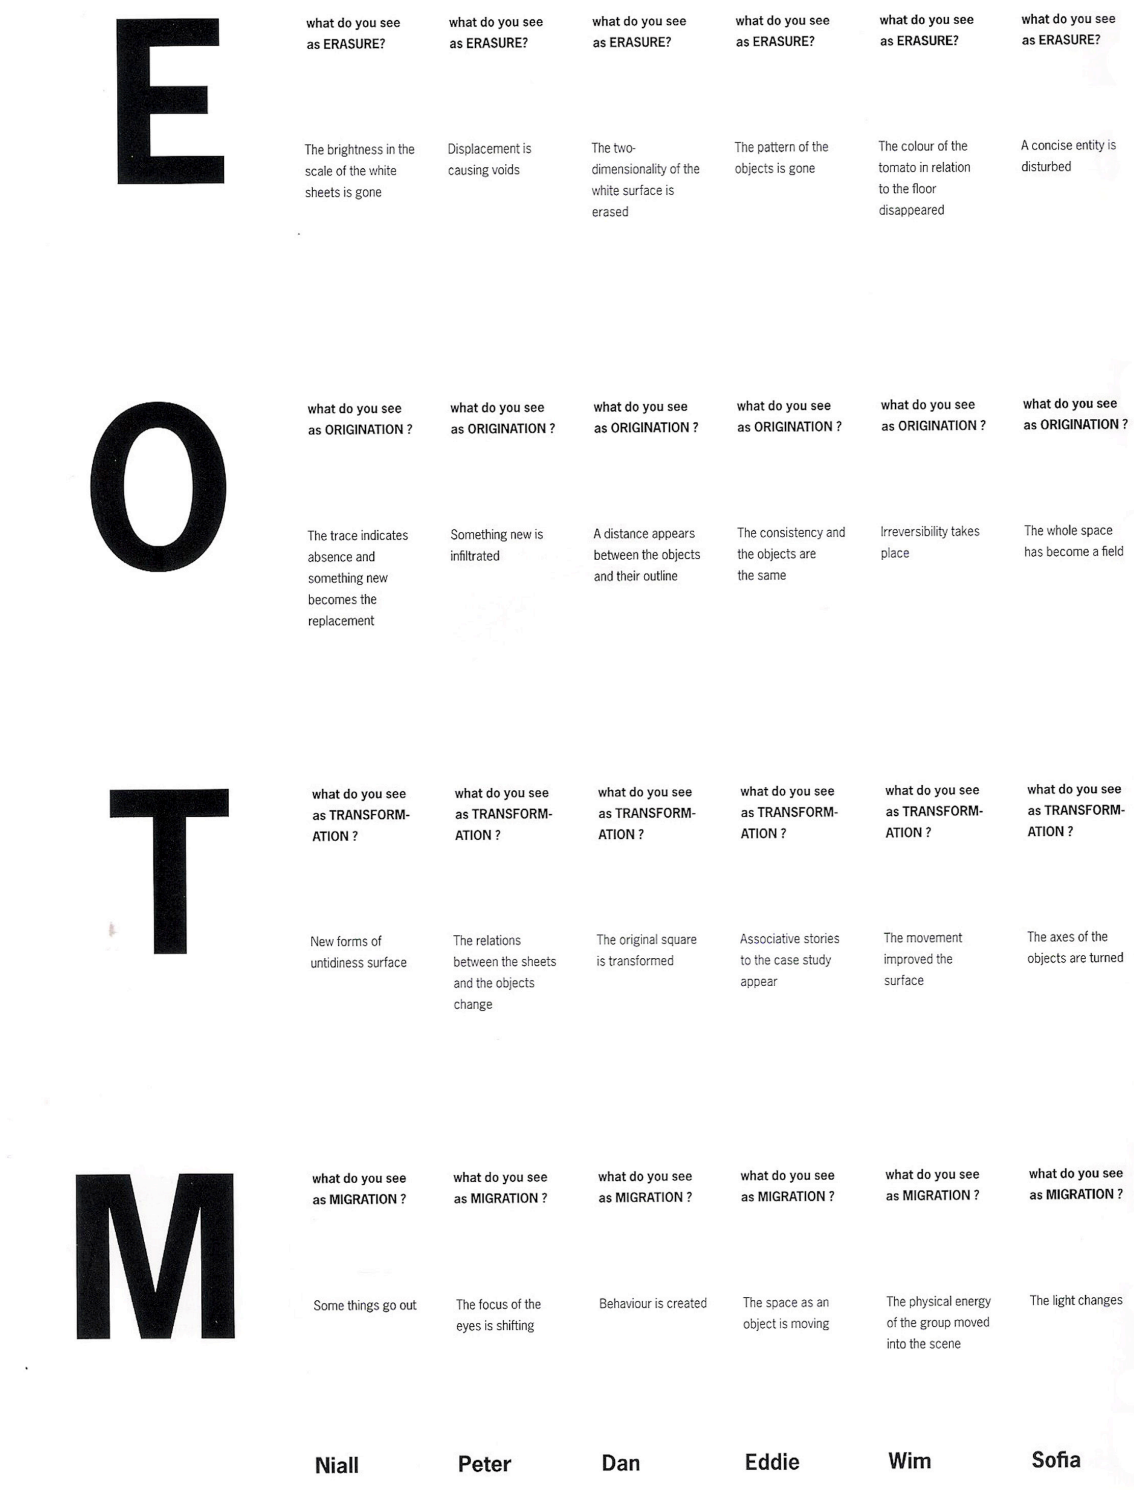 E
what do you see
as ERASURE?
The brightness in the
scale of the white
sheets is gone
what do you see
as ERASURE?
Displacement is
causing voids
what do you see
as ERASURE?
The two-
dimensionality of the
white surface is
erased
what do you see
as ERASURE?
The pattern of the
objects is gone
what do you see
as ERASURE?
The colour of the
tomato in relation
to the floor
disappeared
what do you see
as ERASURE?
A concise entity is
disturbed
O
what do you see
as ORIGINATION ?
The trace indicates
absence and
something new
becomes the
replacement
what do you see
as ORIGINATION ?
Something new is
infiltrated
what do you see
as ORIGINATION ?
A distance appears
between the objects
and their outline
what do you see
as ORIGINATION ?
The consistency and
the objects are
the same
what do you see
as ORIGINATION ?
Irreversibility takes
place
what do you see
as ORIGINATION ?
The whole space
has become a field
T
what do you see
as TRANSFORM-
ATION ?
New forms of
untidiness surface
what do you see
as TRANSFORM-
ATION ?
The relations
between the sheets
and the objects
change
what do you see
as TRANSFORM-
ATION ?
The original square
is transformed
what do you see
as TRANSFORM-
ATION ?
Associative stories
to the case study
appear
what do you see
as TRANSFORM-
ATION ?
The movement
improved the
surface
what do you see
as TRANSFORM-
ATION ?
The axes of the
objects are turned
M
what do you see
as MIGRATION ?
Some things go out
what do you see
as MIGRATION ?
The focus of the
eyes is shifting
what do you see
as MIGRATION ?
Behaviour is created
what do you see
as MIGRATION ?
The space as an
object is moving
what do you see
as MIGRATION ?
The physical energy
of the group moved
into the scene
what do you see
as MIGRATION ?
The light changes
Niall
Peter
Dan
Eddie
Wim
Sofia